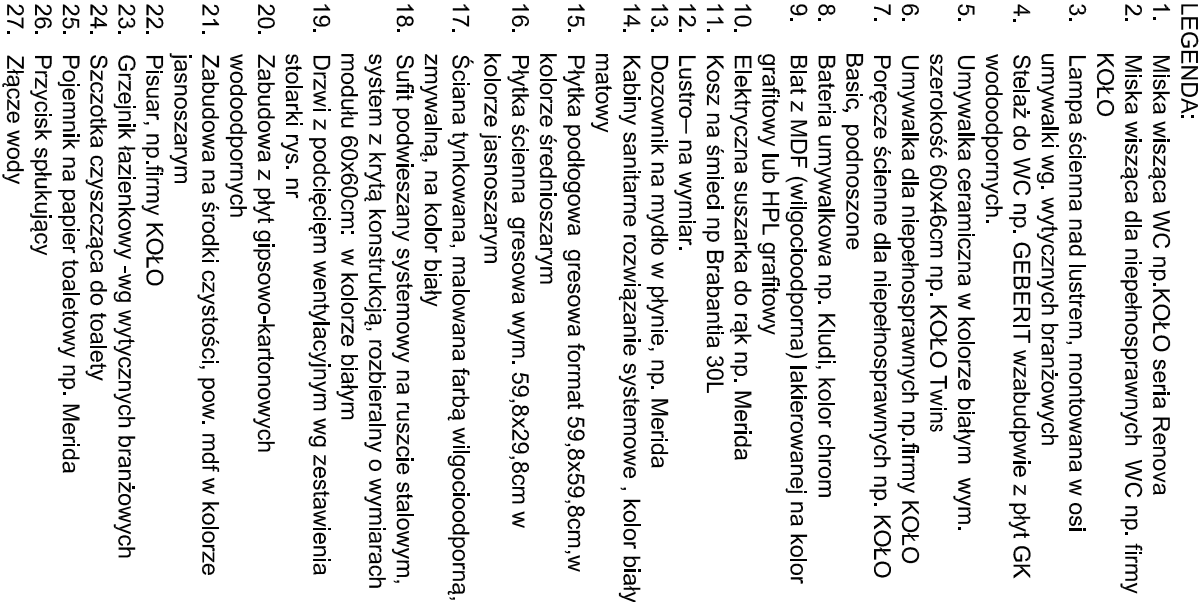 LEGENDA:
1. Miska wisząca WC np.KOŁO seria Renova
2. Miska wisząca dla niepełnosprawnych WC np. firmy
KOŁO
3. Lampa ścienna nad lustrem, montowana w osi
umywalki wg. wytycznych branżowych
4. Stelaż do WC np. GEBERIT wzabudpwie z płyt GK
wodoodpornych.
5. Umywalka ceramiczna w kolorze białym wym.
szerokość 60x46cm np. KOŁO Twins
6. Umywalka dla niepełnosprawnych np.firmy KOŁO
7. Poręcze ścienne dla niepełnosprawnych np. KOŁO
Basic, podnoszone
8. Bateria umywalkowa np. Kludi, kolor chrom
9. Blat z MDF (wilgocioodporna) lakierowanej na kolor
grafitowy lub HPL grafitowy
10. Elektryczna suszarka do rąk np. Merida
11. Kosz na śmieci np Brabantia 30L
12. Lustro– na wymiar.
13. Dozownik na mydło w płynie, np. Merida
14. Kabiny sanitarne rozwiązanie systemowe , kolor biały
matowy
15. Płytka podłogowa gresowa format 59,8x59,8cm,w
kolorze średnioszarym
16. Płytka ścienna gresowa wym. 59,8x29,8cm w
kolorze jasnoszarym
17. Ściana tynkowana, malowana farbą wilgocioodporną,
zmywalną, na kolor biały
18. Sufit podwieszany systemowy na ruszcie stalowym,
system z krytą konstrukcją, rozbieralny o wymiarach
modułu 60x60cm: w kolorze białym
19. Drzwi z podcięcięm wentylacyjnym wg zestawienia
stolarki rys. nr
20. Zabudowa z płyt gipsowo-kartonowych
wodoodpornych
21. Zabudowa na środki czystości, pow. mdf w kolorze
jasnoszarym
22. Pisuar, np.firmy KOŁO
23. Grzejnik łazienkowy -wg wytycznych branżowych
24. Szczotka czyszcząca do toalety
25. Pojemnik na papier toaletowy np. Merida
26. Przycisk spłukujący
27. Złącze wody